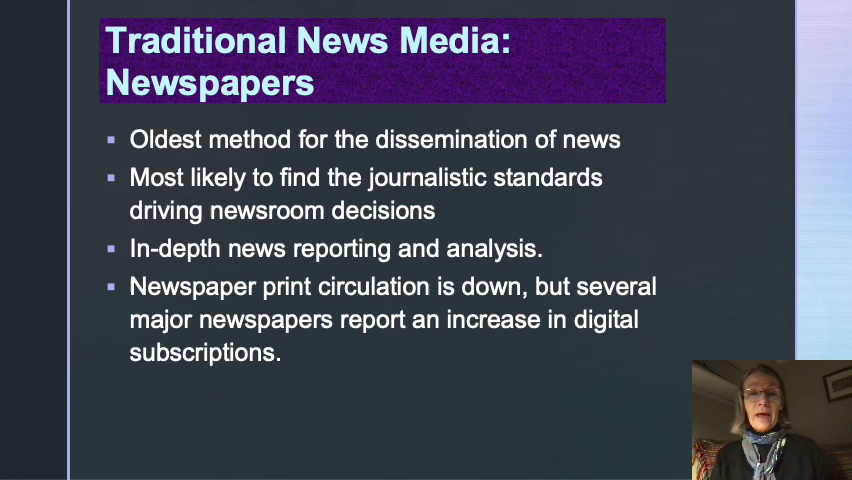 Traditional News Media:
Newspapers
▪ Oldest method for the dissemination of news
▪ Most likely to find the journalistic standards
driving newsroom decisions
▪ In-depth news reporting and analysis.
▪ Newspaper print circulation is down, but several
major newspapers report an increase in digital
subscriptions.